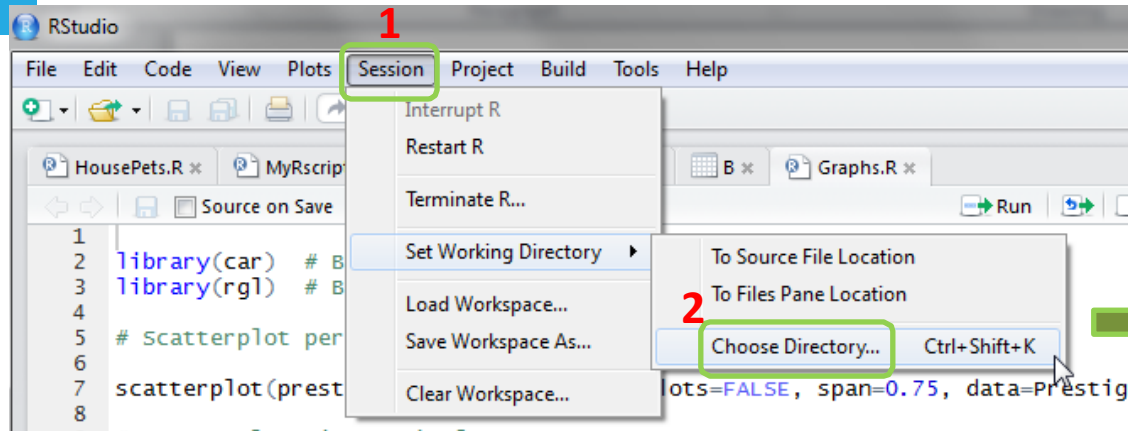 RStudio
1
File Edit Code View Plots Session Project Build Tools Help
Interrupt R
Restart R
Terminate R...
Set Working Directory
Load Workspace...
Save Workspace As...
Clear Workspace...
HousePets.R MyRscrip B Graphs.R
Source on Save Run
To Source File Location
To Files Pane Location
2
Choose Directory... Ctrl+Shift+K
1
2 library(car) # B
3 library(rgl) # B
4
5 # Scatterplot per
6
7 scatterplot(prest lots=FALSE, span=0.75, data=Prestig
8